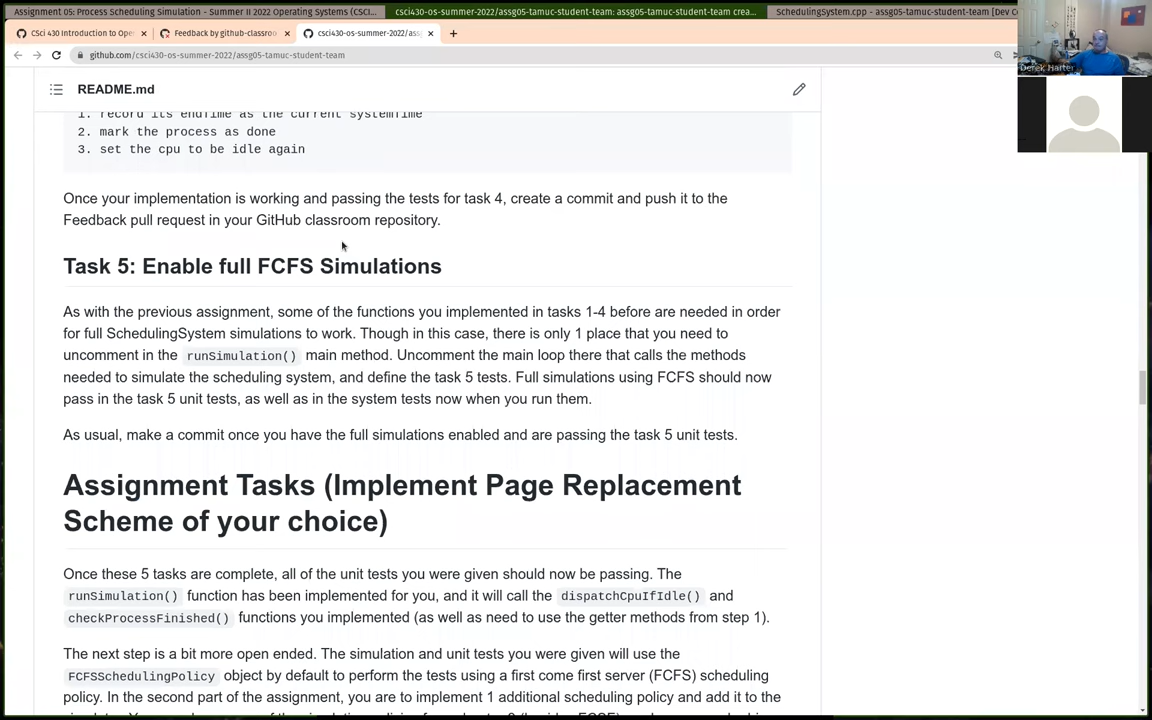 Assignment 05: Process Scheduling Simulation - Summer II 2022 Operating Systems (CSCI...
csci430-os-summer-2022/assg05-tamuc-student-team: assg05-tamuc-student-team crea...
SchedulingSystem.cpp - assg05-tamuc-student-team [Dev C
CSci 430 Introduction to Ope
Feedback by github-classroo
csci430-os-summer-2022/ass
github.com/csci430-os-summer-2022/assg05-tamuc-student-team
Derek Harter
README.md
1. record its endTime as the current systemTime
2. mark the process as done
3. set the cpu to be idle again
Once your implementation is working and passing the tests for task 4, create a commit and push it to the
Feedback pull request in your GitHub classroom repository.
Task 5: Enable full FCFS Simulations
As with the previous assignment, some of the functions you implemented in tasks 1-4 before are needed in order
for full SchedulingSystem simulations to work. Though in this case, there is only 1 place that you need to
uncomment in the runSimulation() main method. Uncomment the main loop there that calls the methods
needed to simulate the scheduling system, and define the task 5 tests. Full simulations using FCFS should now
pass in the task 5 unit tests, as well as in the system tests now when you run them.
As usual, make a commit once you have the full simulations enabled and are passing the task 5 unit tests.
Assignment Tasks (Implement Page Replacement
Scheme of your choice)
Once these 5 tasks are complete, all of the unit tests you were given should now be passing. The
runSimulation() function has been implemented for you, and it will call the dispatchCpuIfIdle() and
checkProcessFinished() functions you implemented (as well as need to use the getter methods from step 1).
The next step is a bit more open ended. The simulation and unit tests you were given will use the
FCFSSchedulingPolicy object by default to perform the tests using a first come first server (FCFS) scheduling
policy. In the second part of the assignment, you are to implement 1 additional scheduling policy and add it to the